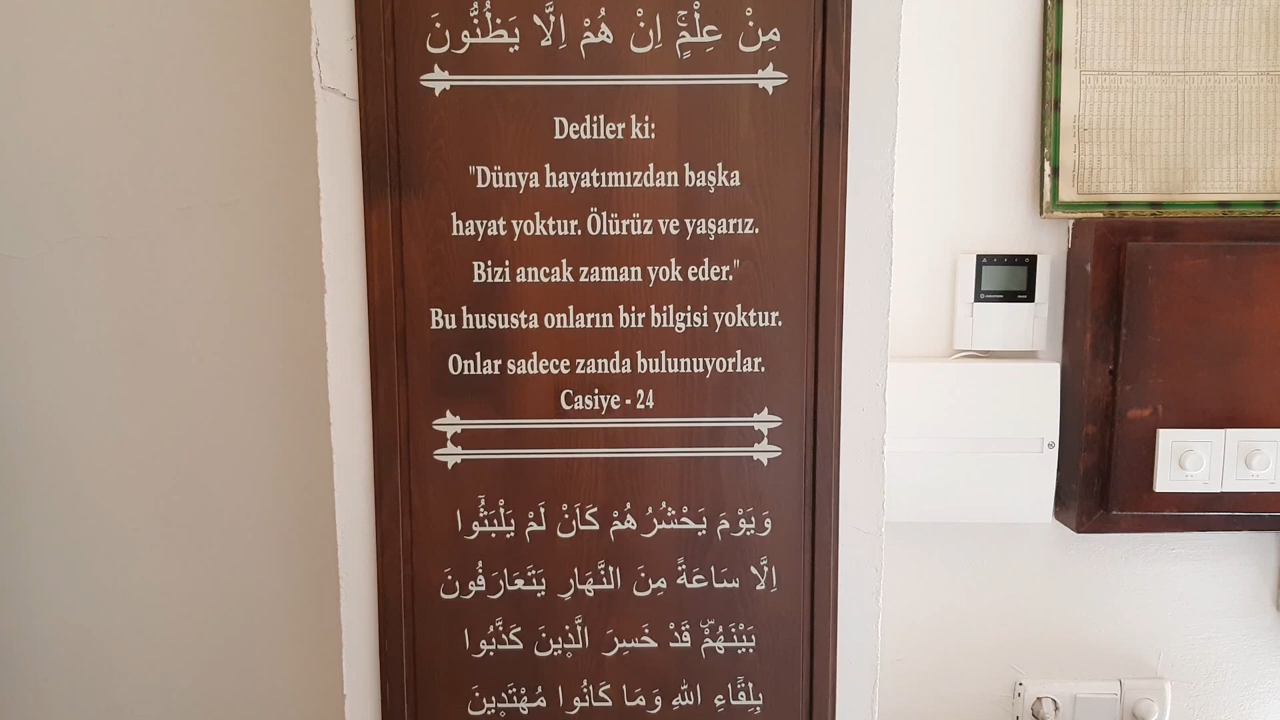 مِنْ عِلْمٍۚ اِنْ هُمْ اِلَّا يَظُنُّونَ
Dediler ki:
"Dünya hayatımızdan başka
hayat yoktur. Ölürüz ve yaşarız.
Bizi ancak zaman yok eder."
Bu hususta onların bir bilgisi yoktur.
Onlar sadece zanda bulunuyorlar.
Casiye - 24
وَيَوْمَ يَحْشُرُهُمْ كَاَنْ لَمْ يَلْبَثُٓوا
اِلَّا سَاعَةً مِنَ النَّهَارِ يَتَعَارَفُونَ
بَيْنَهُمْۜ قَدْ خَسِرَ الَّذ۪ينَ كَذَّبُوا
بِلِقَٓاءِ اللّٰهِ وَمَا كَانُوا مُهْتَد۪ينَ